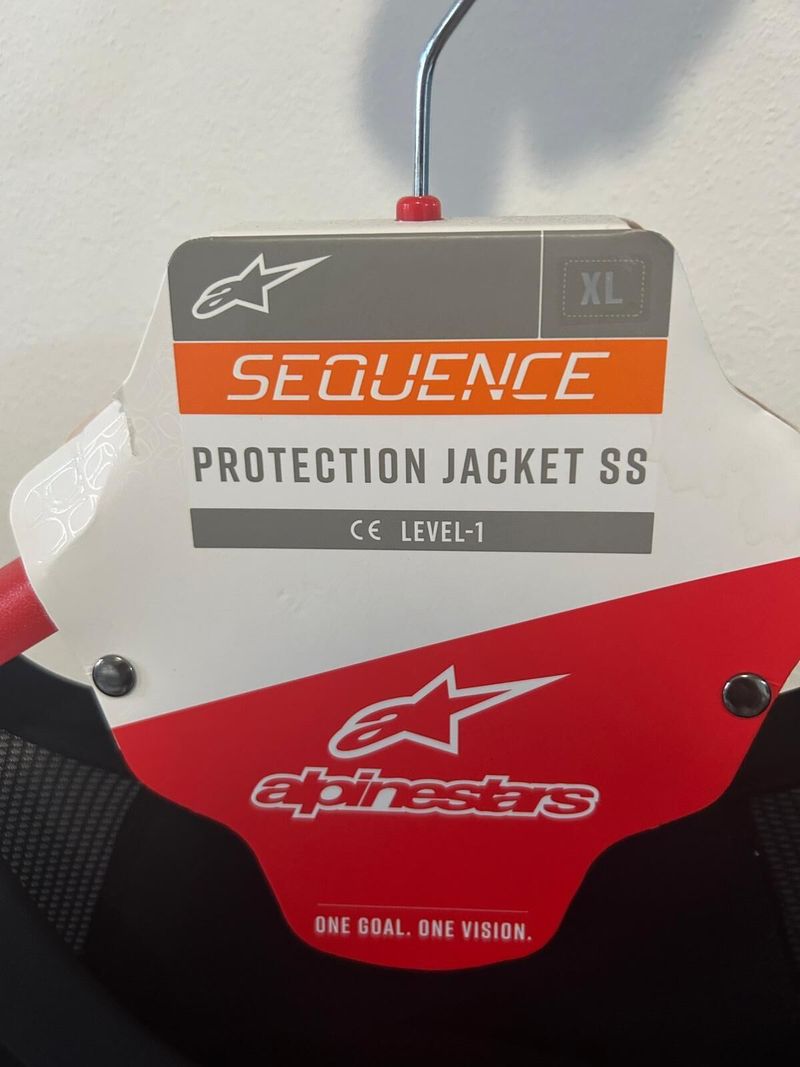 XL
SEQUENCE
PROTECTION JACKET SS
CE LEVEL-1
alpinestars
ONE GOAL. ONE VISION.